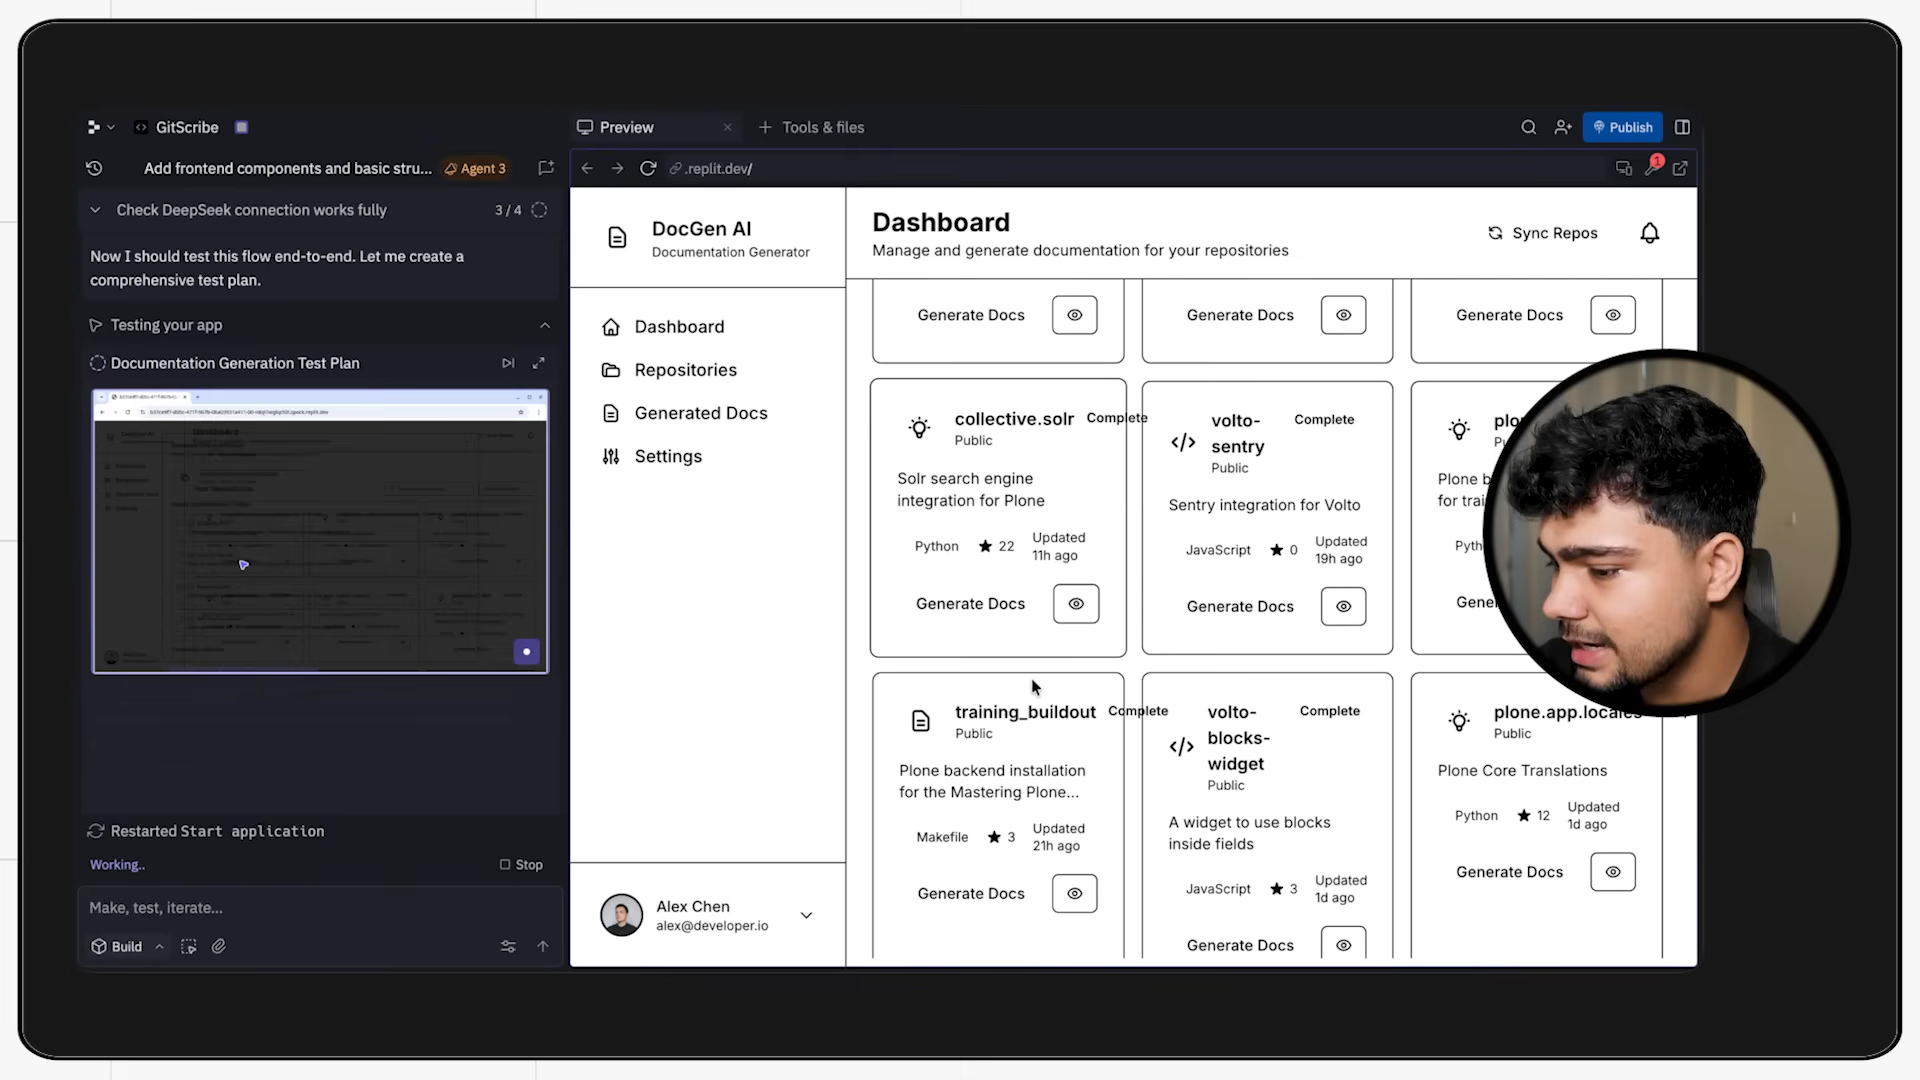 GitScribe
Preview
Tools & files
Publish
Add frontend components and basic stru...
Agent 3
.replit.dev/
1
Check DeepSeek connection works fully
3 / 4
Now I should test this flow end-to-end. Let me create a
comprehensive test plan.
Testing your app
Documentation Generation Test Plan
Restarted Start application
Working..
Stop
Make, test, iterate...
Build
DocGen AI
Documentation Generator
Dashboard
Repositories
Generated Docs
Settings
Alex Chen
alex@developer.io
Dashboard
Manage and generate documentation for your repositories
Sync Repos
Generate Docs
Generate Docs
Generate Docs
collective.solr
Complete
Public
Solr search engine
integration for Plone
Python
22
Updated
11h ago
Generate Docs
volto-
sentry
Complete
Public
Sentry integration for Volto
JavaScript
0
Updated
19h ago
Generate Docs
training_buildout
Complete
Public
Plone backend installation
for the Mastering Plone...
Makefile
3
Updated
21h ago
Generate Docs
volto-
blocks-
widget
Complete
Public
A widget to use blocks
inside fields
JavaScript
3
Updated
1d ago
Generate Docs
plone.app.locales
Public
Plone Core Translations
Python
12
Updated
1d ago
Generate Docs